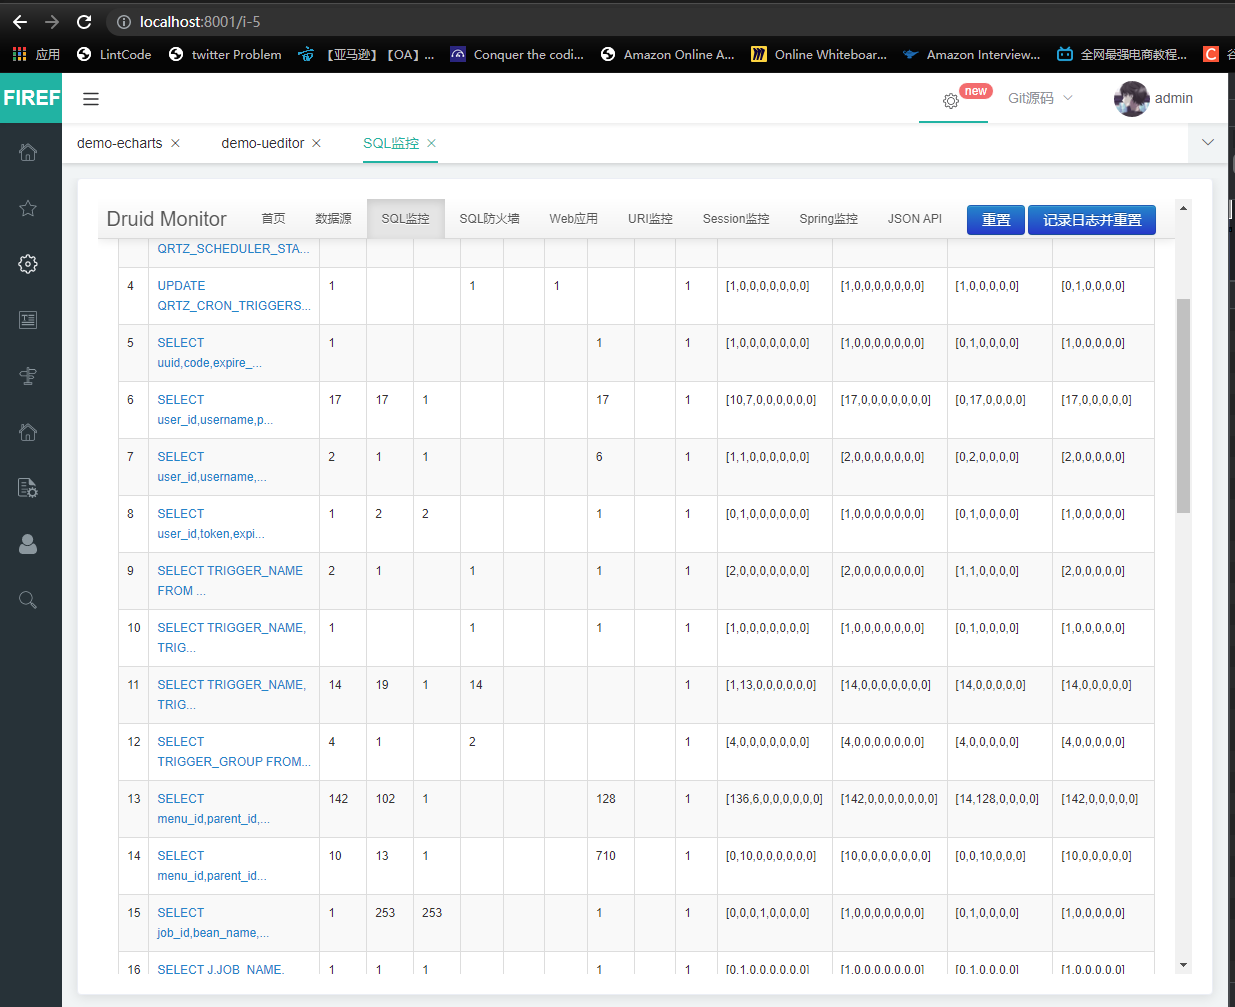 localhost:8001/i-5
应用 LintCode twitter Problem 【亚马逊】【OA】... Conquer the codi... Amazon Online A... Online Whiteboar... Amazon Interview... 全网最强电商教程...
FIREF new Git源码 admin
demo-echarts demo-ueditor SQL监控
Druid Monitor 首页 数据源 SQL监控 SQL防火墙 Web应用 URI监控 Session监控 Spring监控 JSON API 重置 记录日志并重置
QRTZ_SCHEDULER_STA...
4 UPDATE 1 1 1 1 [1,0,0,0,0,0,0,0] [1,0,0,0,0,0,0,0] [1,0,0,0,0,0] [0,1,0,0,0,0]
QRTZ_CRON_TRIGGERS...
5 SELECT 1 1 1 [1,0,0,0,0,0,0,0] [1,0,0,0,0,0,0,0] [0,1,0,0,0,0] [1,0,0,0,0,0]
uuid,code,expire_...
6 SELECT 17 17 1 17 1 [10,7,0,0,0,0,0,0] [17,0,0,0,0,0,0,0] [0,17,0,0,0,0] [17,0,0,0,0,0]
user_id,username,p...
7 SELECT 2 1 1 6 1 [1,1,0,0,0,0,0,0] [2,0,0,0,0,0,0,0] [0,2,0,0,0,0] [2,0,0,0,0,0]
user_id,username,...
8 SELECT 1 2 2 1 1 [0,1,0,0,0,0,0,0] [1,0,0,0,0,0,0,0] [0,1,0,0,0,0] [1,0,0,0,0,0]
user_id,token,expi...
9 SELECT TRIGGER_NAME 2 1 1 1 1 [2,0,0,0,0,0,0,0] [2,0,0,0,0,0,0,0] [1,1,0,0,0,0] [2,0,0,0,0,0]
FROM ...
10 SELECT TRIGGER_NAME, 1 1 1 1 [1,0,0,0,0,0,0,0] [1,0,0,0,0,0,0,0] [0,1,0,0,0,0] [1,0,0,0,0,0]
TRIG...
11 SELECT TRIGGER_NAME, 14 19 1 14 1 [1,13,0,0,0,0,0,0] [14,0,0,0,0,0,0,0] [14,0,0,0,0,0] [14,0,0,0,0,0]
TRIG...
12 SELECT 4 1 2 1 [4,0,0,0,0,0,0,0] [4,0,0,0,0,0,0,0] [4,0,0,0,0,0] [4,0,0,0,0,0]
TRIGGER_GROUP FROM...
13 SELECT 142 102 1 128 1 [136,6,0,0,0,0,0,0] [142,0,0,0,0,0,0,0] [14,128,0,0,0,0] [142,0,0,0,0,0]
menu_id,parent_id,...
14 SELECT 10 13 1 710 1 [0,10,0,0,0,0,0,0] [10,0,0,0,0,0,0,0] [0,0,10,0,0,0] [10,0,0,0,0,0]
menu_id,parent_id...
15 SELECT 1 253 253 1 1 [0,0,0,1,0,0,0,0] [1,0,0,0,0,0,0,0] [0,1,0,0,0,0] [1,0,0,0,0,0]
job_id,bean_name,...
16 SELECT J.JOB_NAME, 1 1 1 1 1 [0,1,0,0,0,0,0,0] [1,0,0,0,0,0,0,0] [0,1,0,0,0,0] [1,0,0,0,0,0]